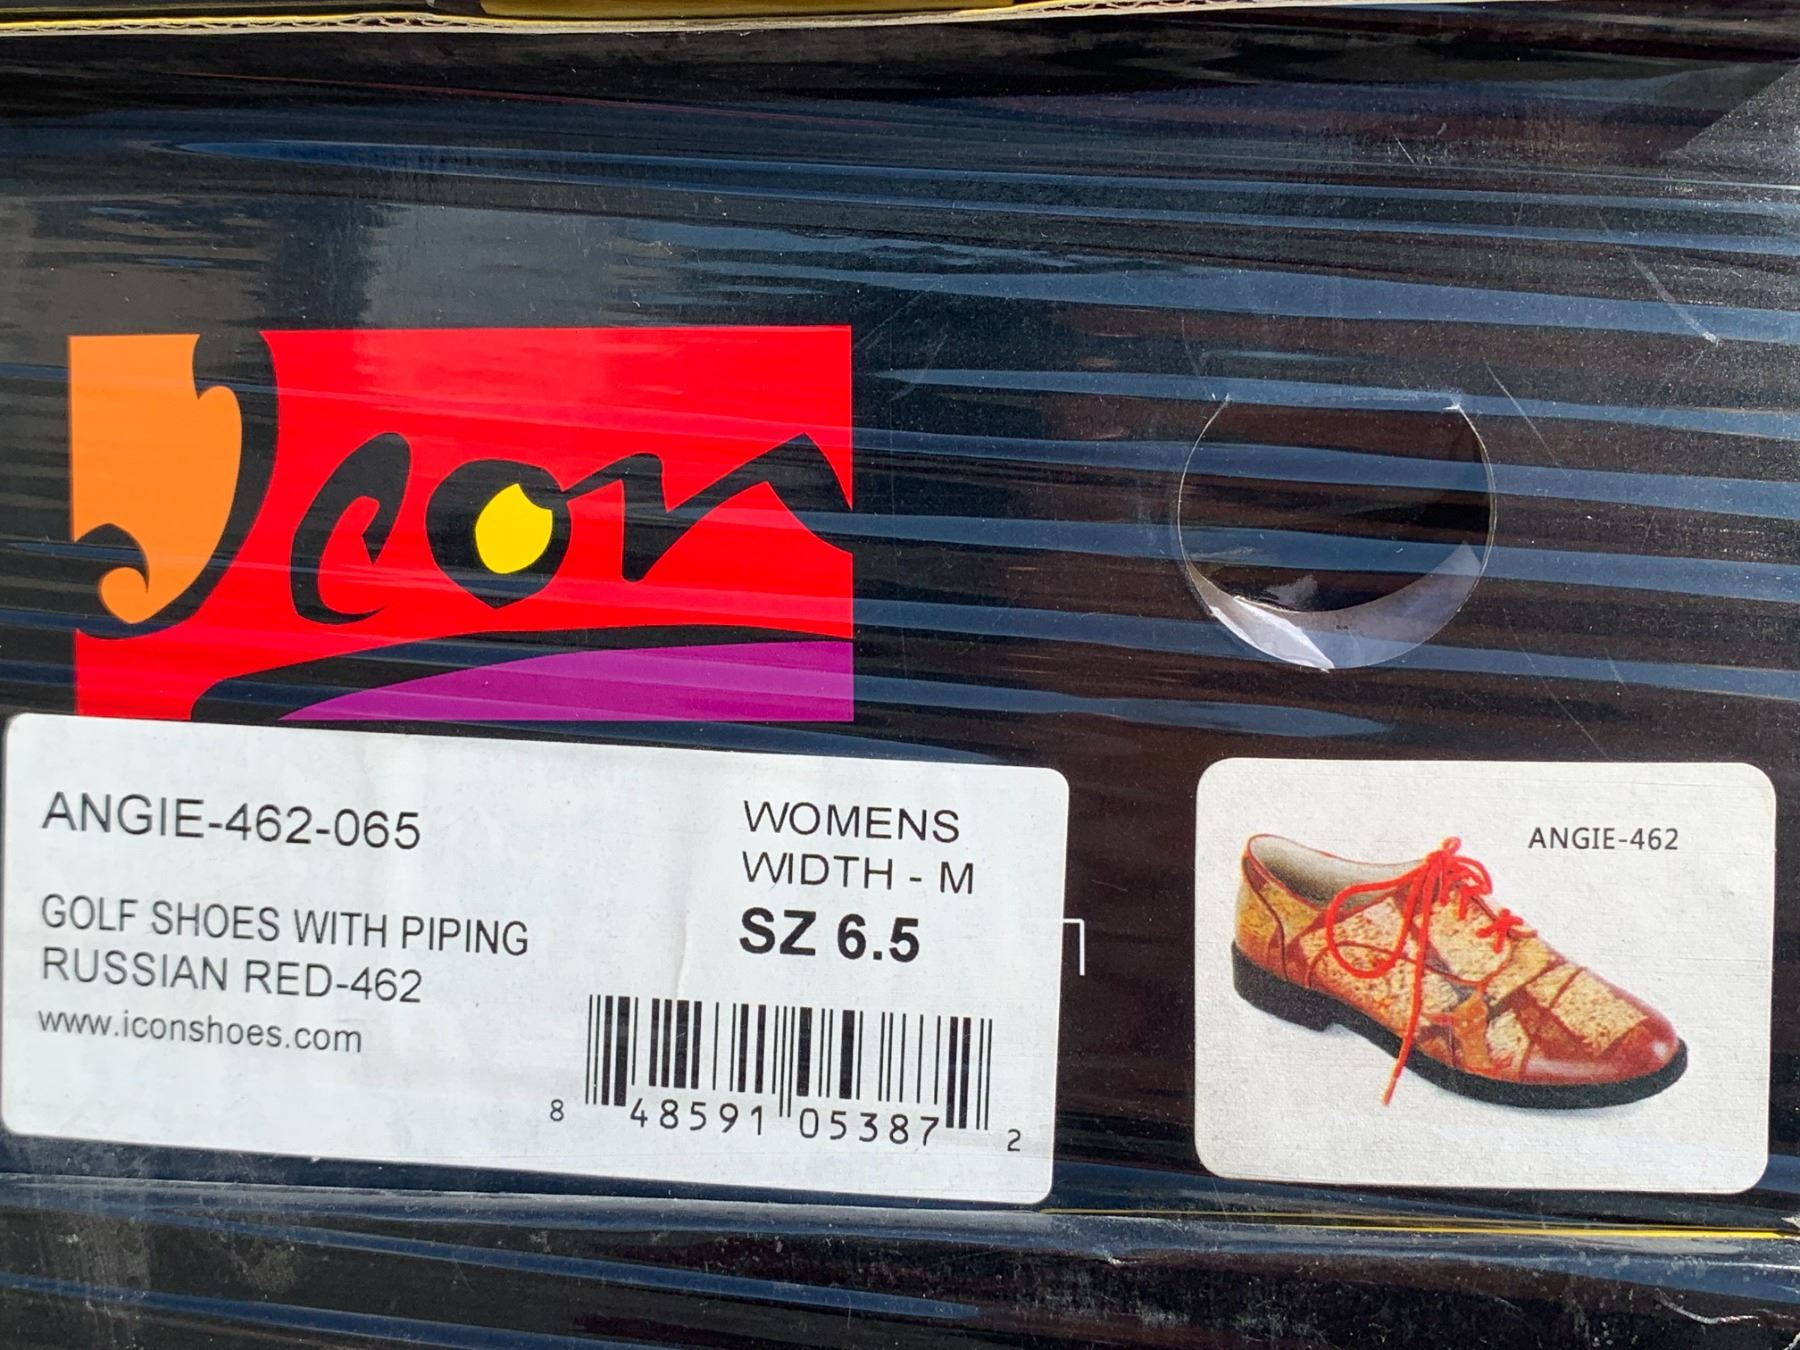 Icon
ANGIE-462-065
GOLF SHOES WITH PIPING
RUSSIAN RED-462
www.iconshoes.com
WOMENS
WIDTH - M
SZ 6.5
8 48591 05387 2
ANGIE-462